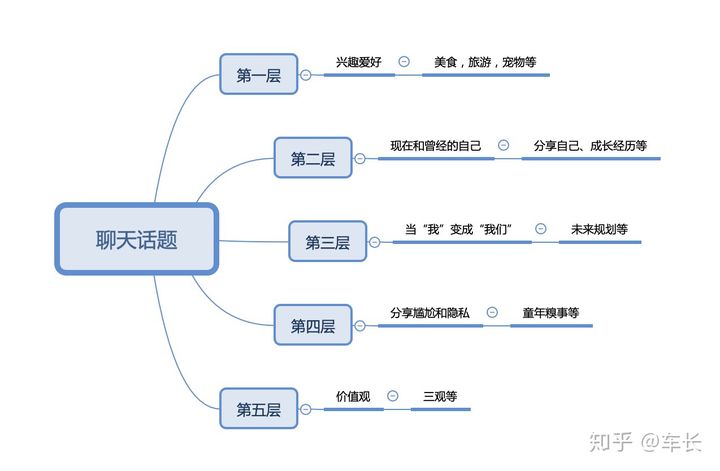 聊天话题
第一层
兴趣爱好
美食，旅游，宠物等
第二层
现在和曾经的自己
分享自己、成长经历等
第三层
当“我”变成“我们”
未来规划等
第四层
分享尴尬和隐私
童年糗事等
第五层
价值观
三观等
知乎 @车长